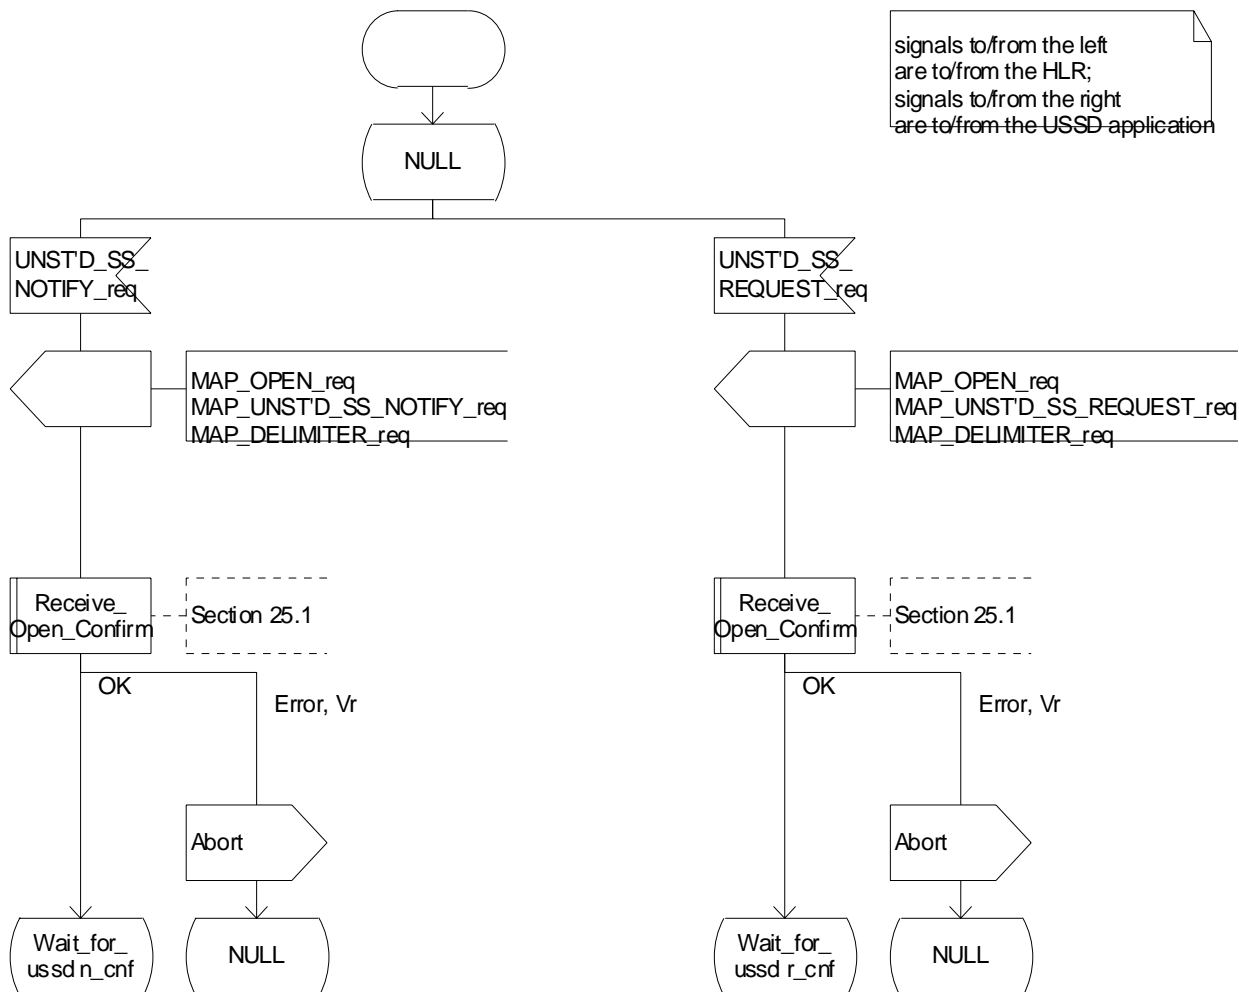 signals to/from the left
are to/from the HLR;
signals to/from the right
are to/from the USSD application
NULL
UNST'D_SS_
NOTIFY_req
UNST'D_SS_
REQUEST_req
MAP_OPEN_req
MAP_UNST'D_SS_NOTIFY_req
MAP_DELIMITER_req
MAP_OPEN_req
MAP_UNST'D_SS_REQUEST_req
MAP_DELIMITER_req
Receive_
Open_Confirm
Section 25.1
Receive_
Open_Confirm
Section 25.1
OK
Error, Vr
OK
Error, Vr
Abort
Abort
Wait_for_
ussd n_cnf
NULL
Wait_for_
ussd r_cnf
NULL